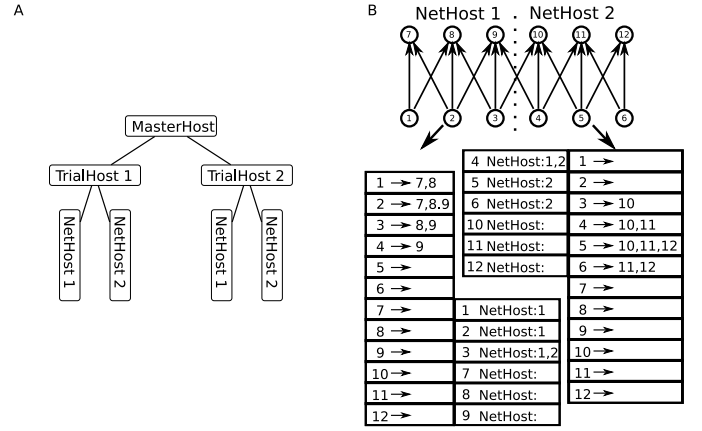 A
MasterHost
TrialHost 1
TrialHost 2
NetHost 1
NetHost 2
NetHost 1
NetHost 2
B
NetHost 1 NetHost 2
7 8 9 10 11 12
1 2 3 4 5 6
1 → 7,8
2 → 7,8.9
3 → 8,9
4 → 9
5 →
6 →
7 →
8 →
9 →
10 →
11 →
12 →
1 NetHost:1
2 NetHost:1
3 NetHost:1,2
7 NetHost:
8 NetHost:
9 NetHost:
4 NetHost:1,2
5 NetHost:2
6 NetHost:2
10 NetHost:
11 NetHost:
12 NetHost:
1 →
2 →
3 → 10
4 → 10,11
5 → 10,11,12
6 → 11,12
7 →
8 →
9 →
10 →
11 →
12 →